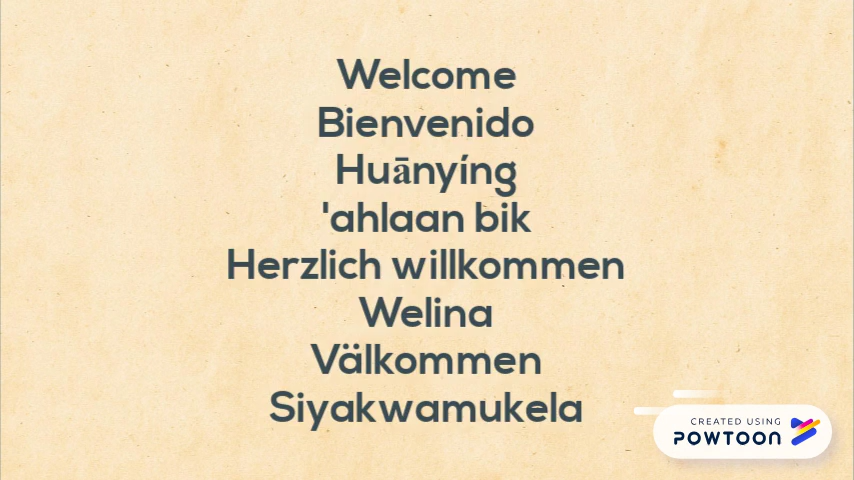 Welcome
Bienvenido
Huānyíng
'ahlaan bik
Herzlich willkommen
Welina
Välkommen
Siyakwamukela
CREATED USING
POWTOON